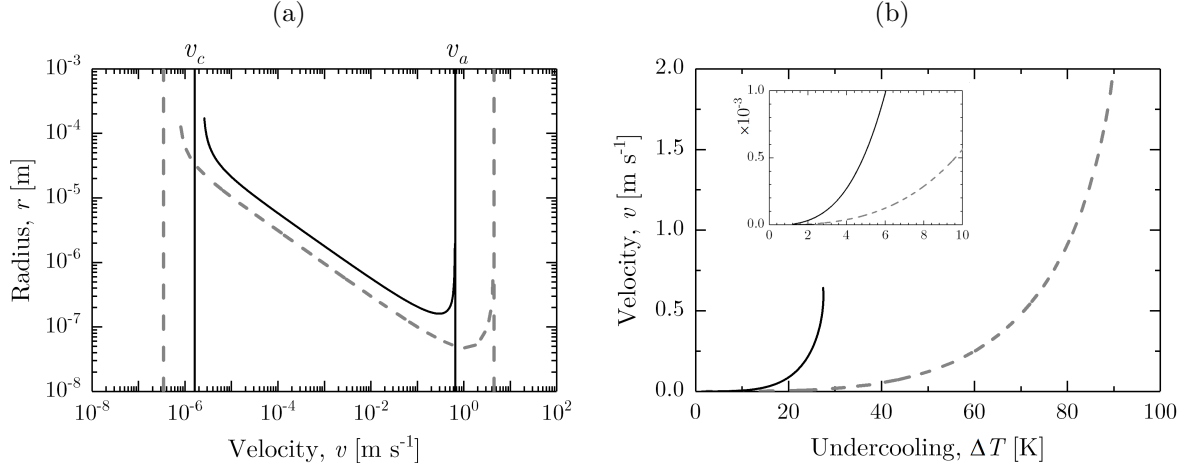 (a)
v_c
v_a
10^-3
10^-4
10^-5
10^-6
10^-7
10^-8
Radius, r [m]
10^-8
10^-6
10^-4
10^-2
10^0
10^2
Velocity, v [m s^-1]
(b)
2.0
1.5
1.0
0.5
0.0
Velocity, v [m s^-1]
×10^-3
1.0
0.5
0.0
0 2 4 6 8 10
0 20 40 60 80 100
Undercooling, ΔT [K]